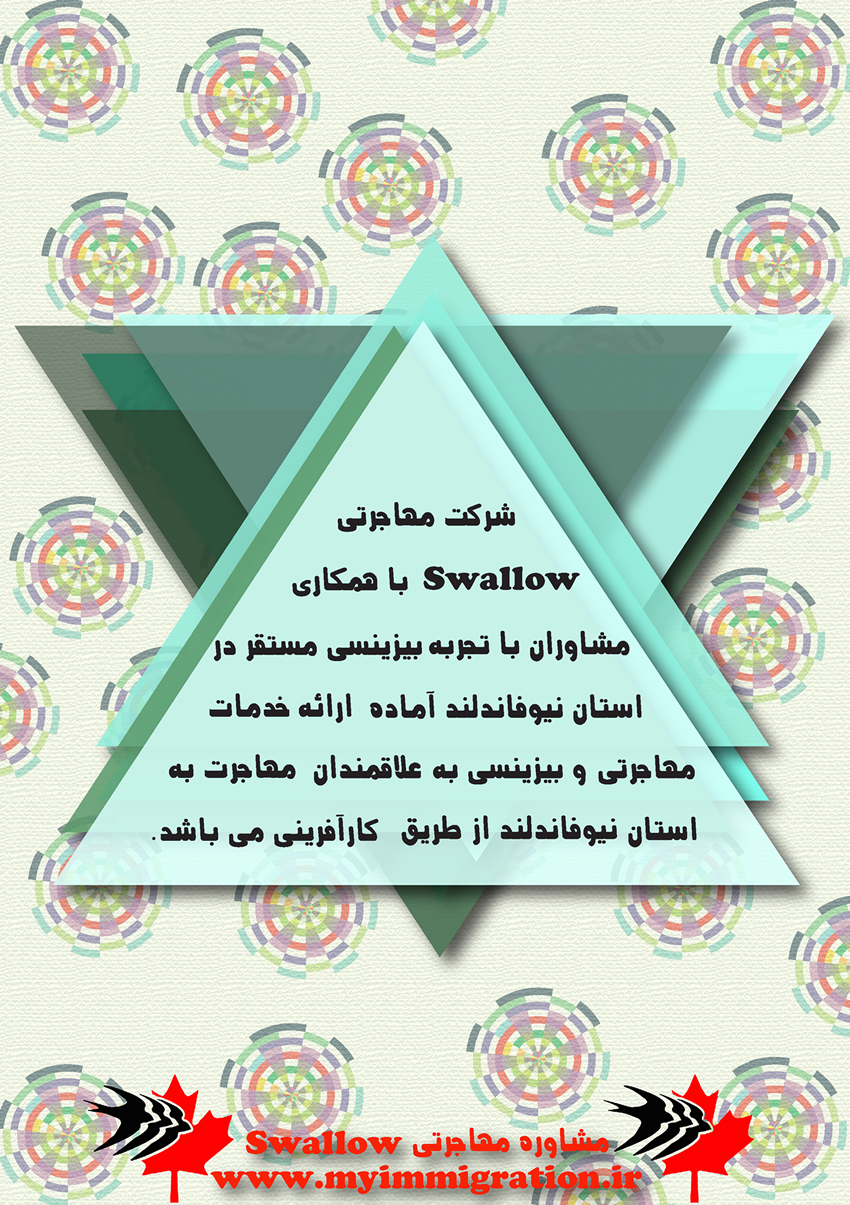 شرکت مهاجرتی
Swallow با همکاری
مشاوران با تجربه بیزینسی مستقر در
استان نیوفاندلند آماده ارائه خدمات
مهاجرتی و بیزینسی به علاقمندان مهاجرت به
استان نیوفاندلند از طریق کارآفرینی می باشد.
مشاوره مهاجرتی Swallow
www.myimmigration.ir